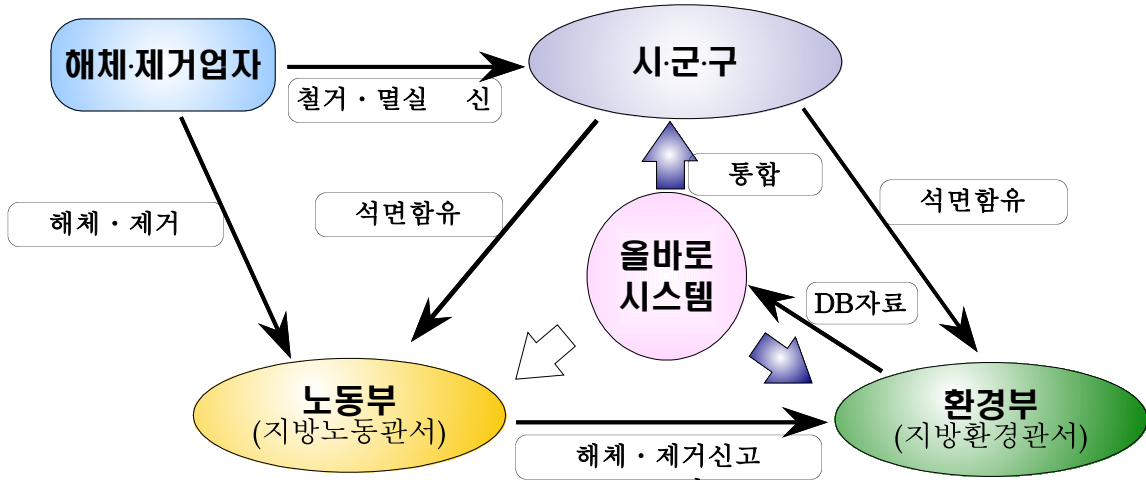 해체·제거업자
시·군·구
철거·멸실 신
통합
해체·제거
석면함유
석면함유
올바로
시스템
DB자료
노동부
(지방노동관서)
환경부
(지방환경관서)
해체·제거신고